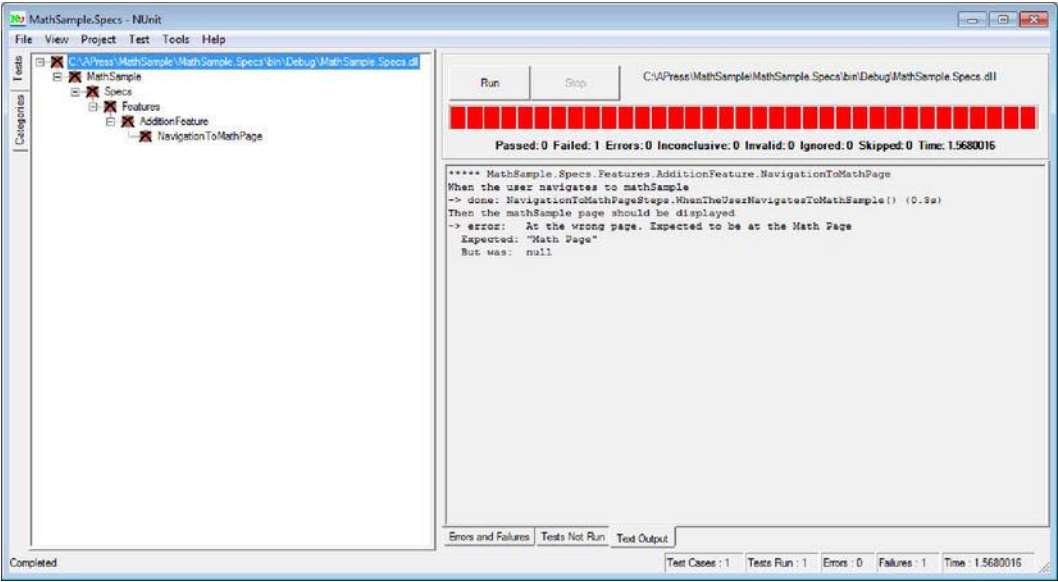 MathSample.Specs - NUnit
File View Project Test Tools Help
Tests
Categories
C:\APress\MathSample\MathSample.Specs\bin\Debug\MathSample.Specs.dll
MathSample
Specs
Features
AdditionFeature
NavigationToMathPage
Run
Stop
C:\APress\MathSample\MathSample.Specs\bin\Debug\MathSample.Specs.dll
Passed: 0 Failed: 1 Errors: 0 Inconclusive: 0 Invalid: 0 Ignored: 0 Skipped: 0 Time: 1.5680016
***** MathSample.Specs.Features.AdditionFeature.NavigationToMathPage
When the user navigates to mathSample
-> done: NavigationToMathPageSteps.WhenTheUserNavigatesToMathSample() (0.3s)
Then the mathSample page should be displayed
-> error: At the wrong page. Expected to be at the Math Page
Expected: "Math Page"
But was: null
Errors and Failures Tests Not Run Text Output
Completed Test Cases : 1 Tests Run : 1 Errors : 0 Failures : 1 Time : 1.5680016